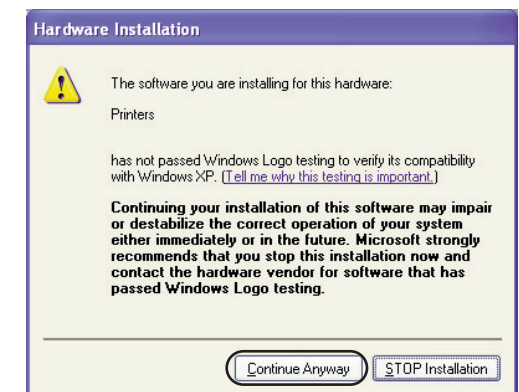 Hardware Installation
The software you are installing for this hardware:
Printers
has not passed Windows Logo testing to verify its compatibility
with Windows XP. (Tell me why this testing is important.)
Continuing your installation of this software may impair
or destabilize the correct operation of your system
either immediately or in the future. Microsoft strongly
recommends that you stop this installation now and
contact the hardware vendor for software that has
passed Windows Logo testing.
Continue Anyway STOP Installation